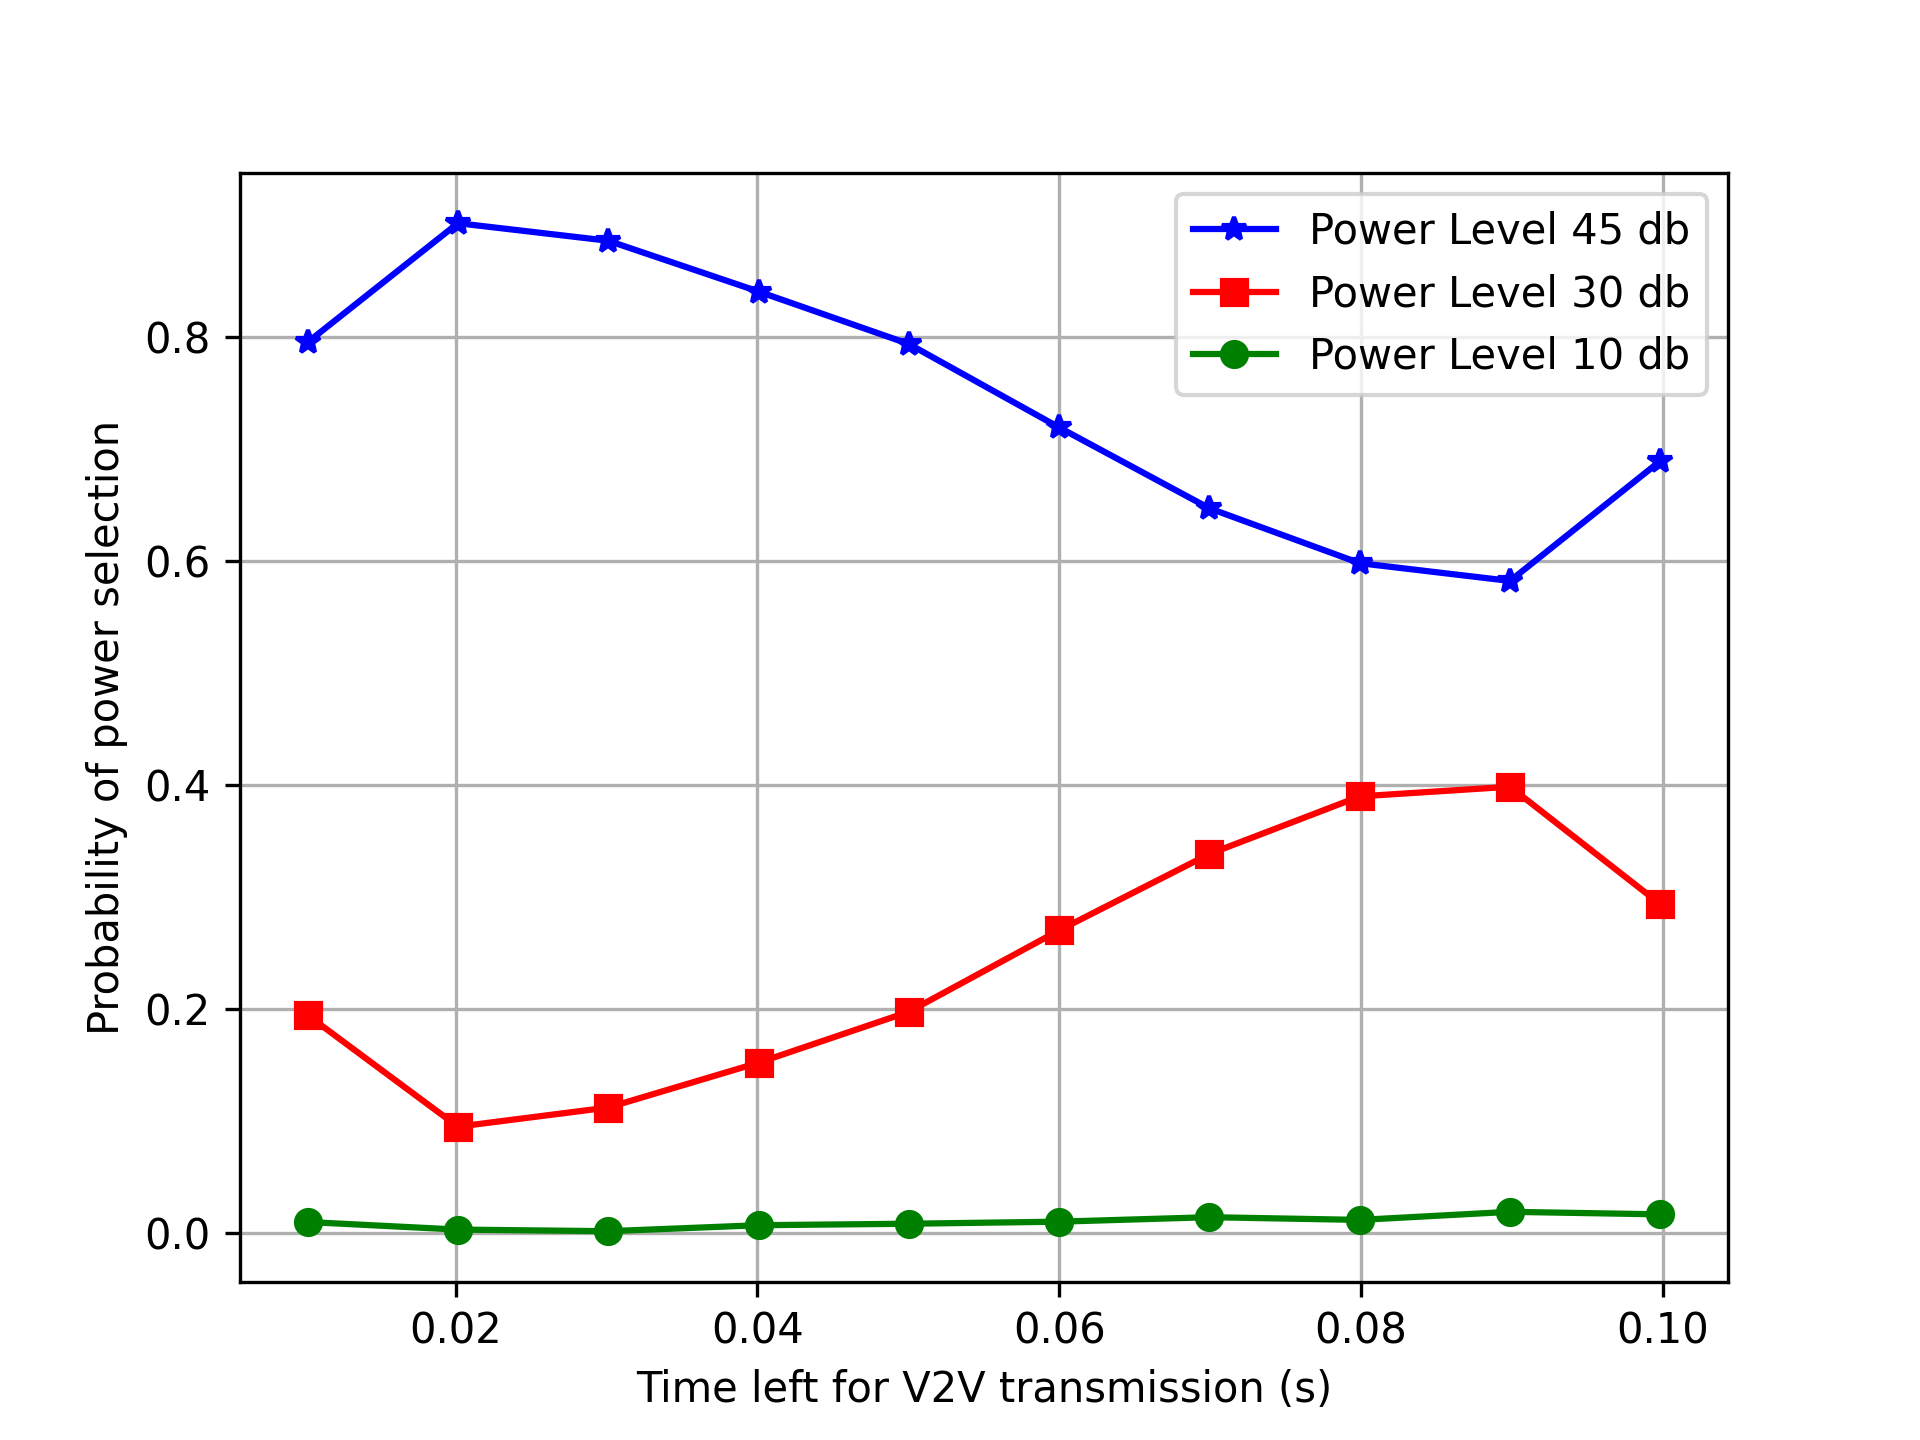 Power Level 45 db
Power Level 30 db
Power Level 10 db
Probability of power selection
0.8
0.6
0.4
0.2
0.0
0.02 0.04 0.06 0.08 0.10
Time left for V2V transmission (s)